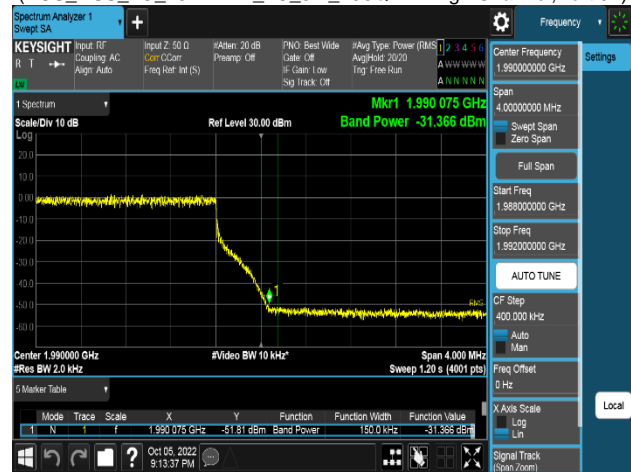 Spectrum Analyzer 1
Swept SA
Frequency
KEYSIGHT
R T
LXI
Input: RF
Coupling: AC
Align: Auto
Input Z: 50 Ω
Corr CCorr
Freq Ref: Int (S)
#Atten: 20 dB
Preamp: Off
PNO: Best Wide
Gate: Off
IF Gain: Low
Sig Track: Off
#Avg Type: Power (RMS
Avg|Hold: 20/20
Trig: Free Run
1 2 3 4 5 6
A W W W W W
A N N N N N
1 Spectrum
Scale/Div 10 dB
Ref Level 30.00 dBm
Mkr1 1.990 075 GHz
Band Power -31.366 dBm
Log
20.0
10.0
0.00
-10.0
-20.0
-30.0
-40.0
-50.0
-60.0
1
RMS
Center 1.990000 GHz
#Video BW 10 kHz*
Span 4.000 MHz
#Res BW 2.0 kHz
Sweep 1.20 s (4001 pts)
5 Marker Table
Mode Trace Scale X Y Function Function Width Function Value
1 N 1 f 1.990 075 GHz -51.81 dBm Band Power 150.0 kHz -31.366 dBm
Oct 05, 2022
9:13:37 PM
Center Frequency
1.990000000 GHz
Settings
Span
4.00000000 MHz
Swept Span
Zero Span
Full Span
Start Freq
1.988000000 GHz
Stop Freq
1.992000000 GHz
AUTO TUNE
CF Step
400.000 kHz
Auto
Man
Freq Offset
0 Hz
X Axis Scale
Log
Lin
Local
Signal Track
(Span Zoom)